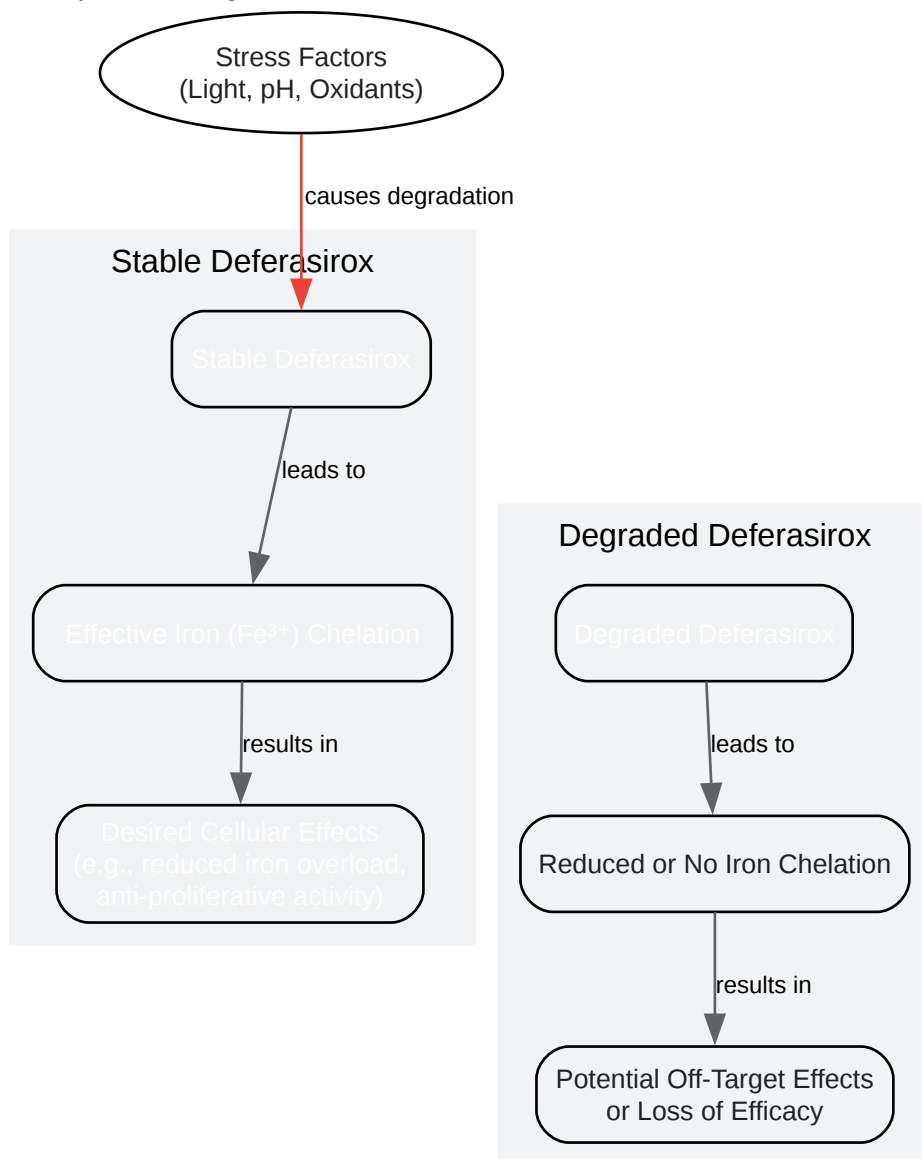 Stress Factors
(Light, pH, Oxidants)
causes degradation
Stable Deferasirox
Stable Deferasirox
leads to
Effective Iron (Fe³⁺) Chelation
results in
Desired Cellular Effects
(e.g., reduced iron overload,
anti-proliferative activity)
Degraded Deferasirox
Degraded Deferasirox
leads to
Reduced or No Iron Chelation
results in
Potential Off-Target Effects
or Loss of Efficacy